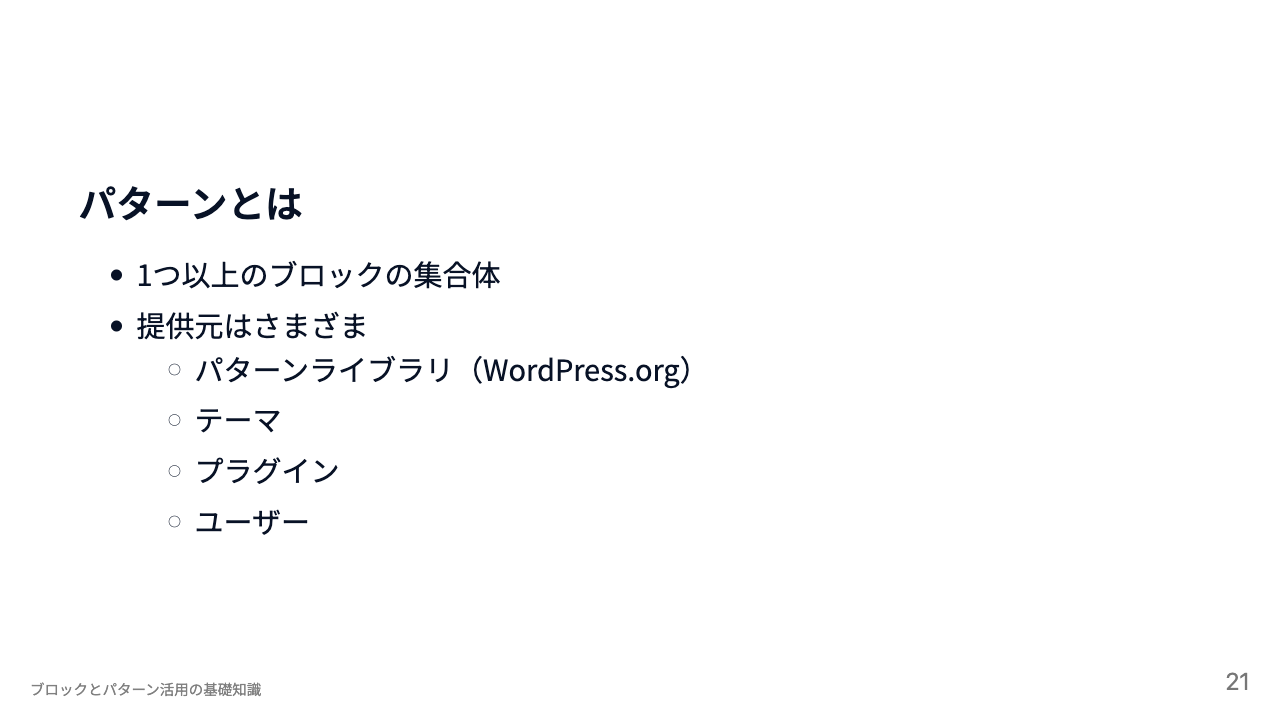 パターンとは
1つ以上のブロックの集合体
提供元はさまざま
パターンライブラリ（WordPress.org）
テーマ
プラグイン
ユーザー
ブロックとパターン活用の基礎知識
21